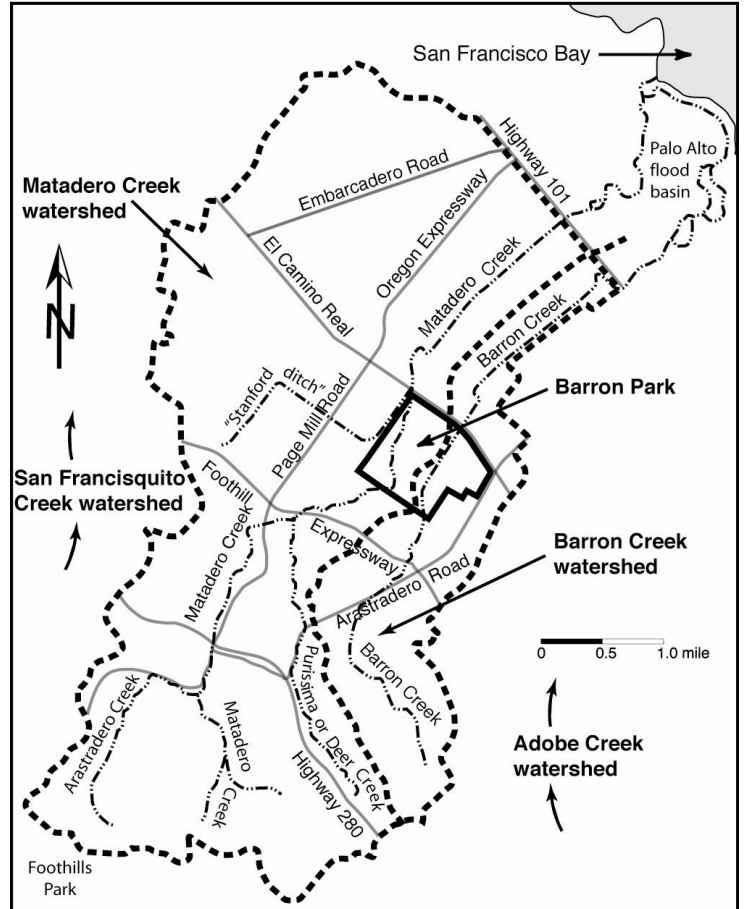 San Francisco Bay
Highway 101
Palo Alto
flood
basin
Embarcadero Road
Matadero Creek
watershed
Oregon Expressway
El Camino Real
Matadero Creek
N
Barron Creek
"Stanford ditch"
Barron Park
Page Mill Road
San Francisquito
Creek watershed
Foothill Expressway
Barron Creek
watershed
Matadero Creek
Arastradero Road
0 0.5 1.0 mile
Purissima or Deer Creek
Barron Creek
Arastradero Creek
Matadero Creek
Adobe Creek
watershed
Highway 280
Foothills
Park